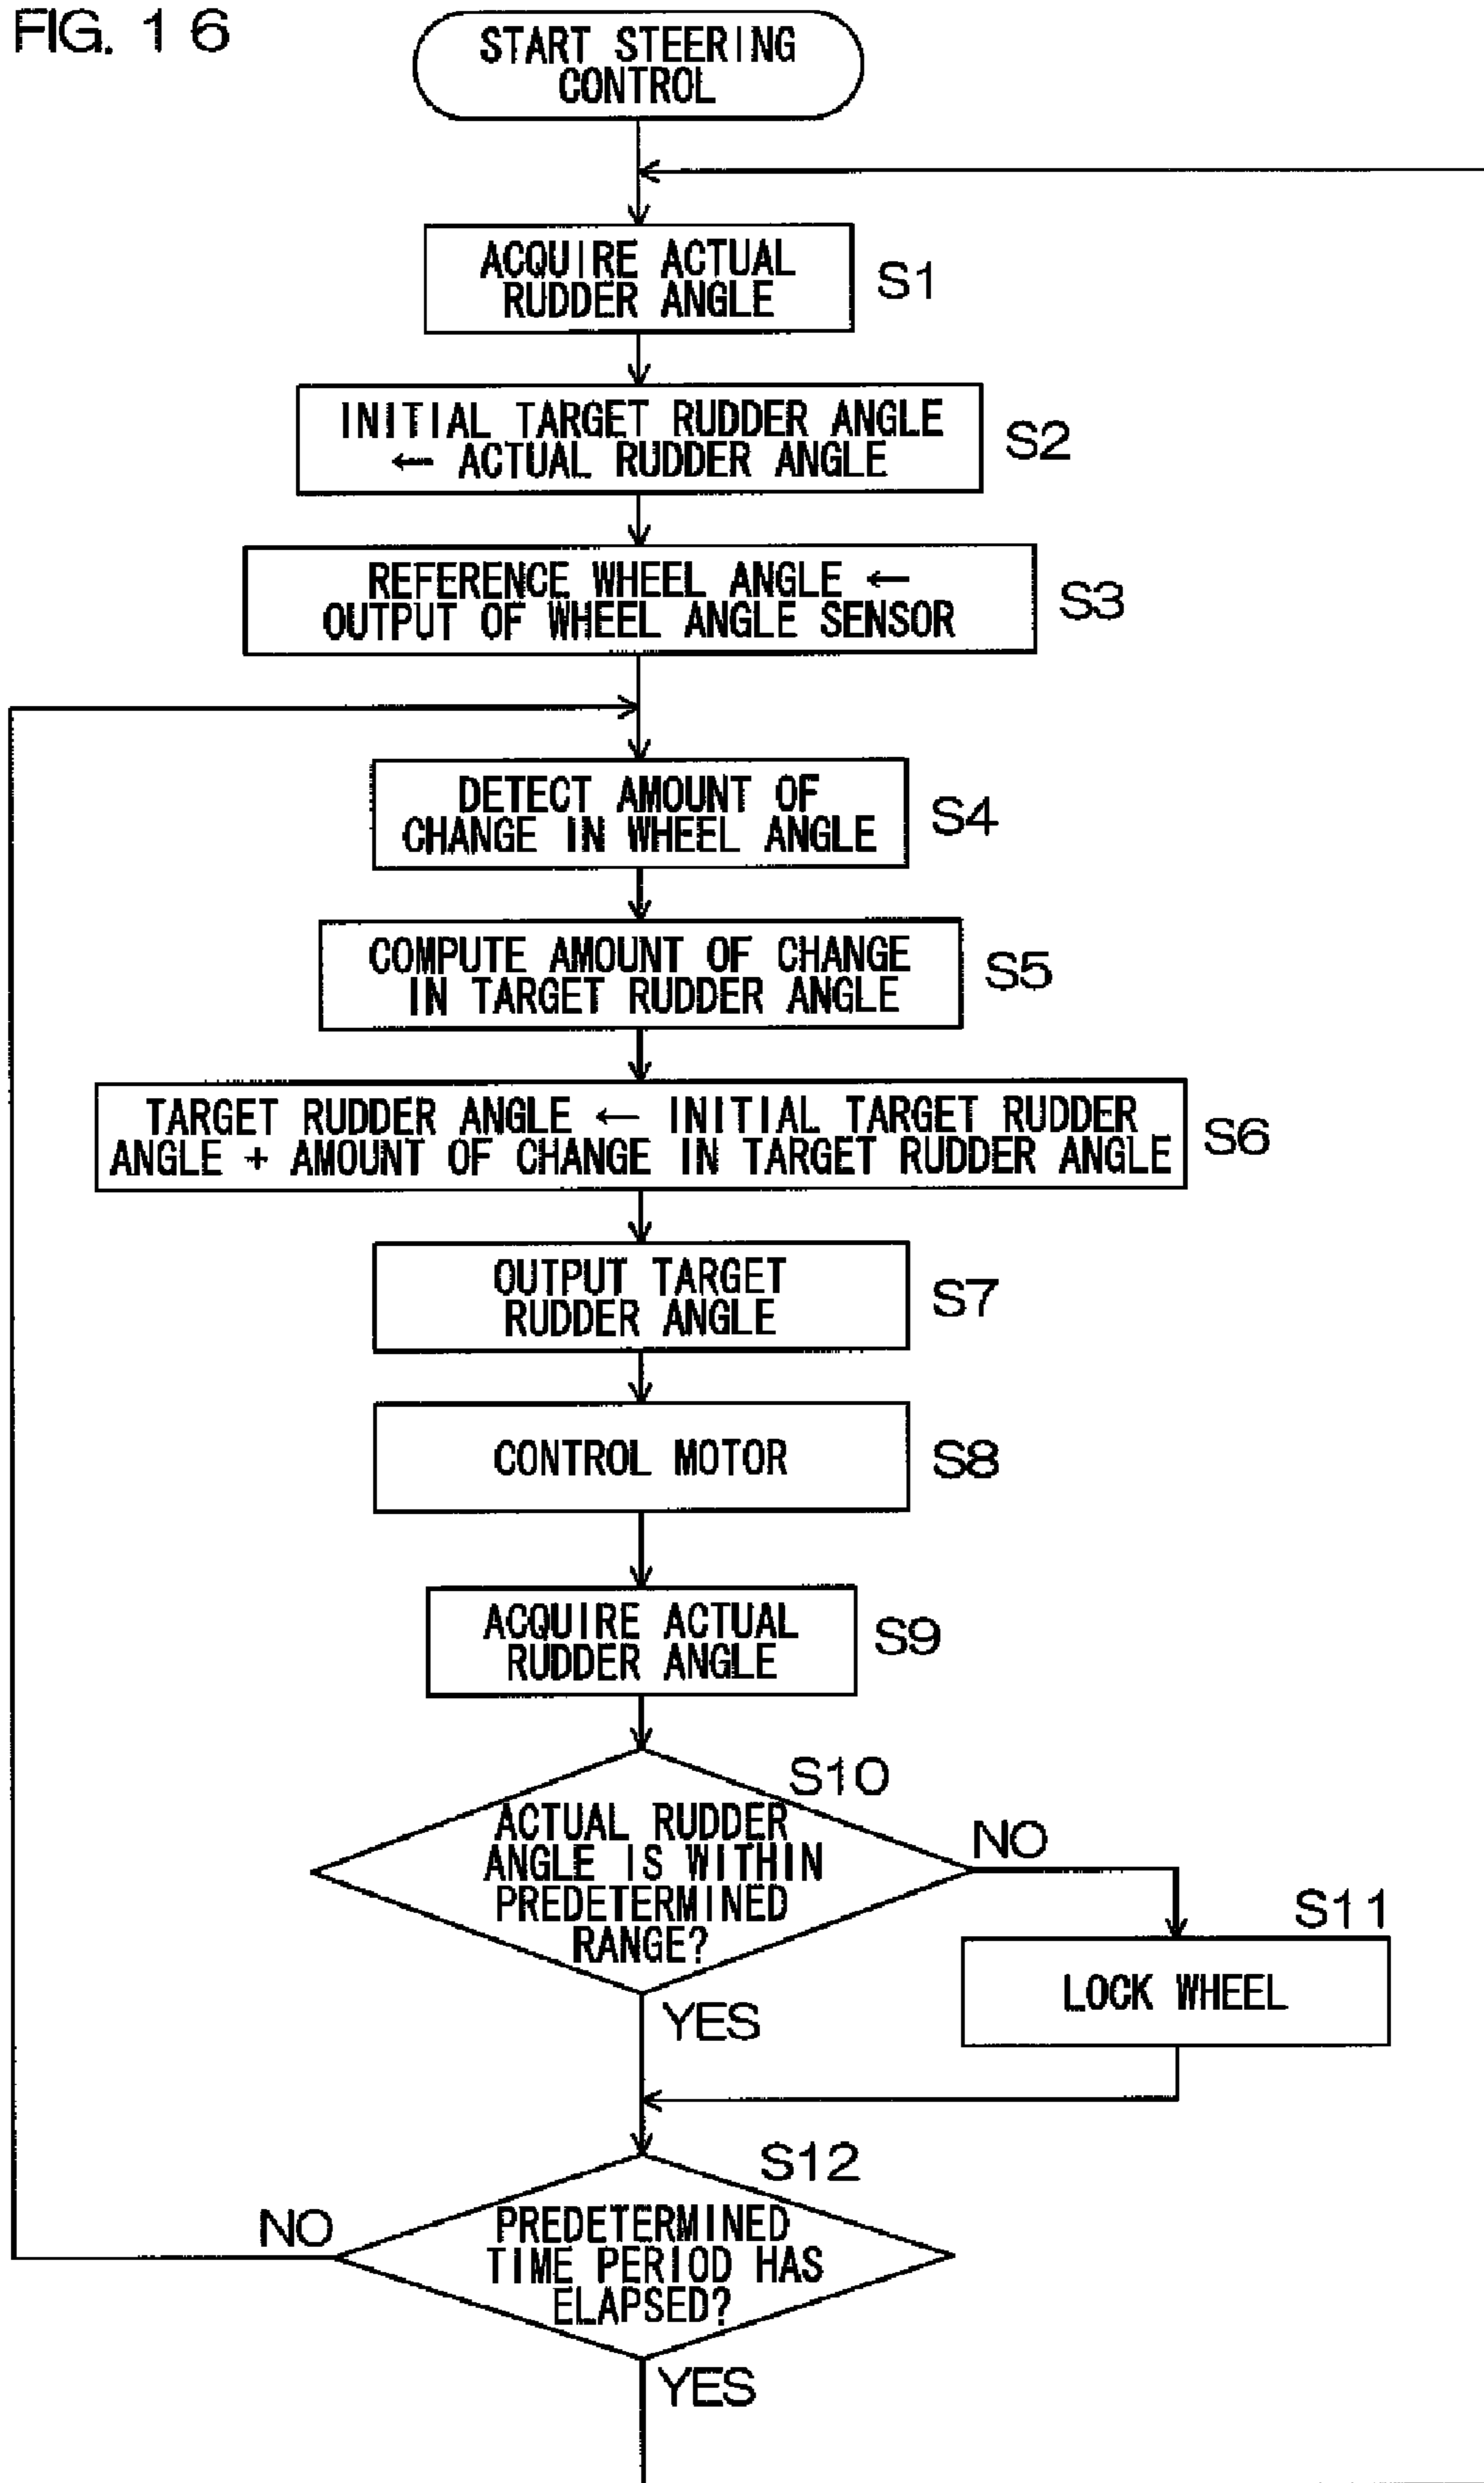 FIG. 16
START STEERING
CONTROL
ACQUIRE ACTUAL
RUDDER ANGLE
S1
INITIAL TARGET RUDDER ANGLE
← ACTUAL RUDDER ANGLE
S2
REFERENCE WHEEL ANGLE ←
OUTPUT OF WHEEL ANGLE SENSOR
S3
DETECT AMOUNT OF
CHANGE IN WHEEL ANGLE
S4
COMPUTE AMOUNT OF CHANGE
IN TARGET RUDDER ANGLE
S5
TARGET RUDDER ANGLE ← INITIAL TARGET RUDDER
ANGLE + AMOUNT OF CHANGE IN TARGET RUDDER ANGLE
S6
OUTPUT TARGET
RUDDER ANGLE
S7
CONTROL MOTOR
S8
ACQUIRE ACTUAL
RUDDER ANGLE
S9
S10
ACTUAL RUDDER
ANGLE IS WITHIN
PREDETERMINED
RANGE?
NO
S11
LOCK WHEEL
YES
S12
PREDETERMINED
TIME PERIOD HAS
ELAPSED?
NO
YES